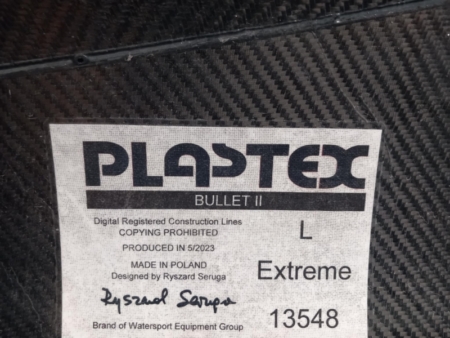 PLASTEX
BULLET II
Digital Registered Construction Lines
COPYING PROHIBITED
L
PRODUCED IN 5/2023
MADE IN POLAND
Designed by Ryszard Seruga
Extreme
Ryszard Seruga
Brand of Watersport Equipment Group
13548